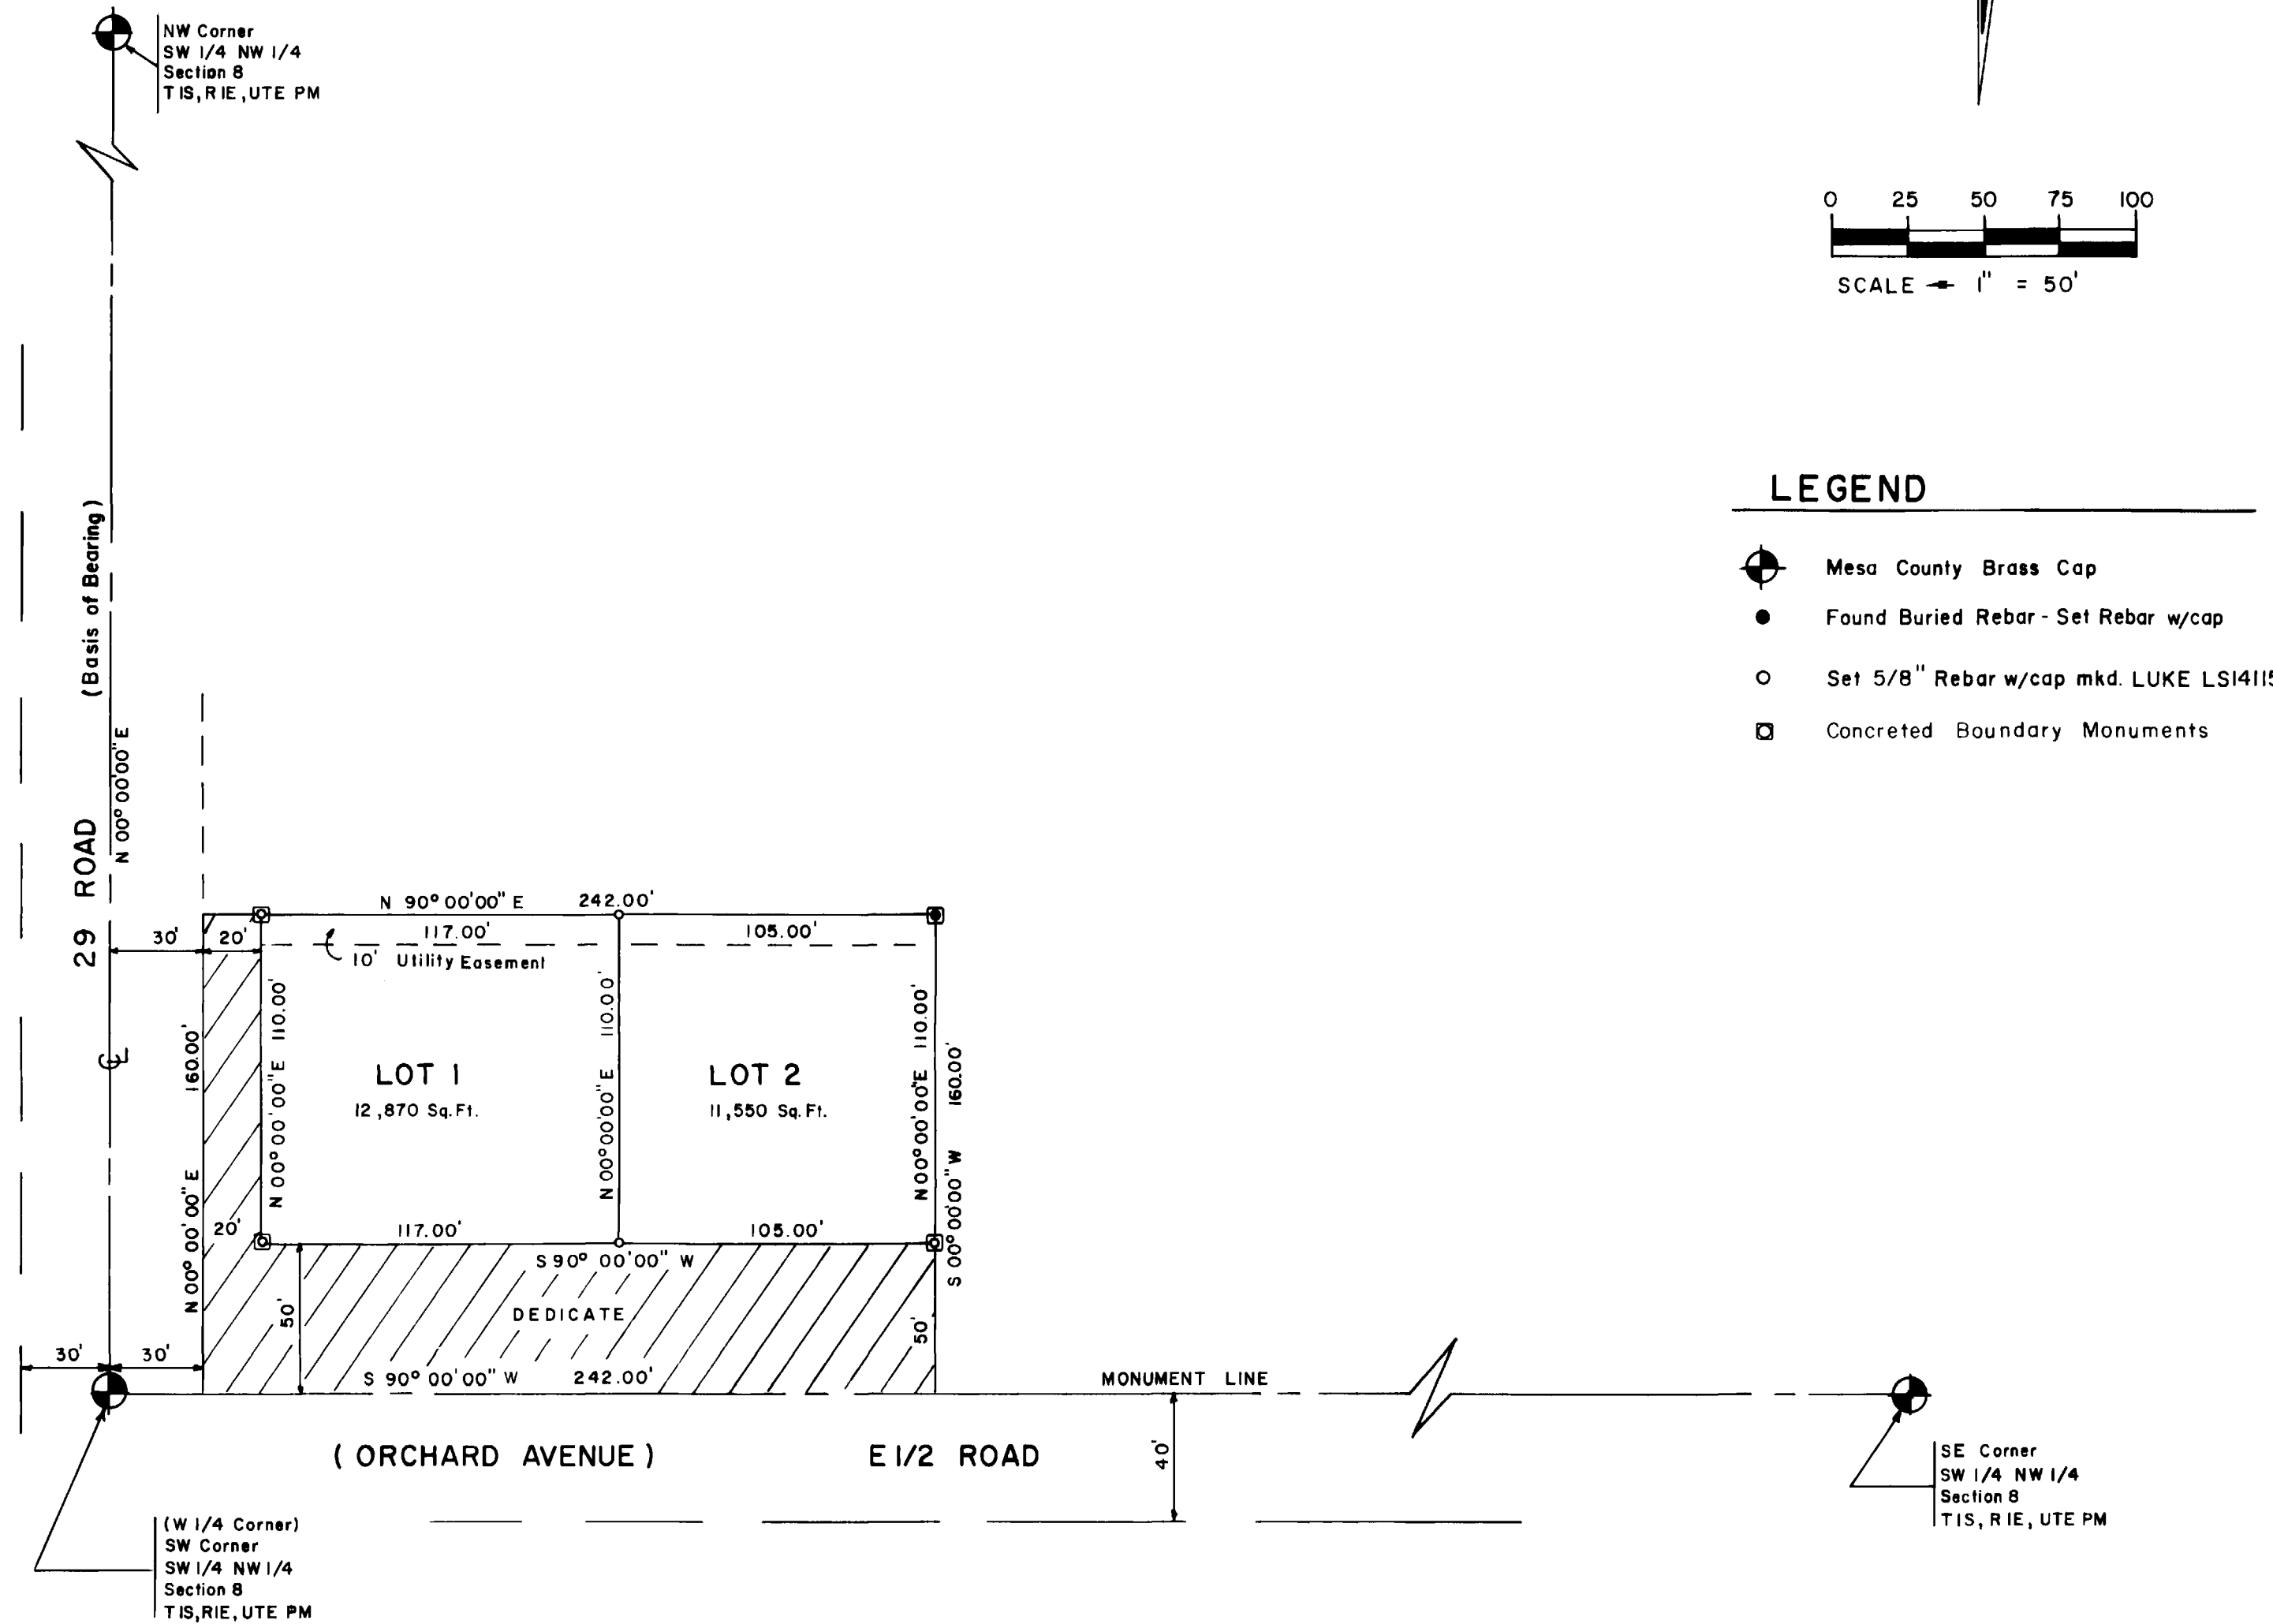 NW Corner
SW 1/4 NW 1/4
Section 8
T1S, R1E, UTE PM
0 25 50 75 100
SCALE 1" = 50'
LEGEND
Mesa County Brass Cap
Found Buried Rebar - Set Rebar w/cap
Set 5/8" Rebar w/cap mkd. LUKE LS14115
Concreted Boundary Monuments
(Basis of Bearing)
N 00° 00'00" E
29 ROAD
N 90° 00'00" E 242.00'
30' 20' 117.00' 105.00'
10' Utility Easement
160.00'
N 00° 00' 00" E
N 00° 00' 00" E 110.00'
N 00° 00' 00" E 110.00'
N 00° 00' 00" E 110.00'
160.00'
S 00° 00' 00" W
CL
LOT 1 LOT 2
12,870 Sq. Ft. 11,550 Sq. Ft.
20' 117.00' 105.00'
S 90° 00'00" W
50' DEDICATE 50'
30' 30'
S 90° 00' 00" W 242.00'
MONUMENT LINE
(ORCHARD AVENUE) E 1/2 ROAD
40'
SE Corner
SW 1/4 NW 1/4
Section 8
T1S, R1E, UTE PM
(W 1/4 Corner)
SW Corner
SW 1/4 NW 1/4
Section 8
T1S, R1E, UTE PM